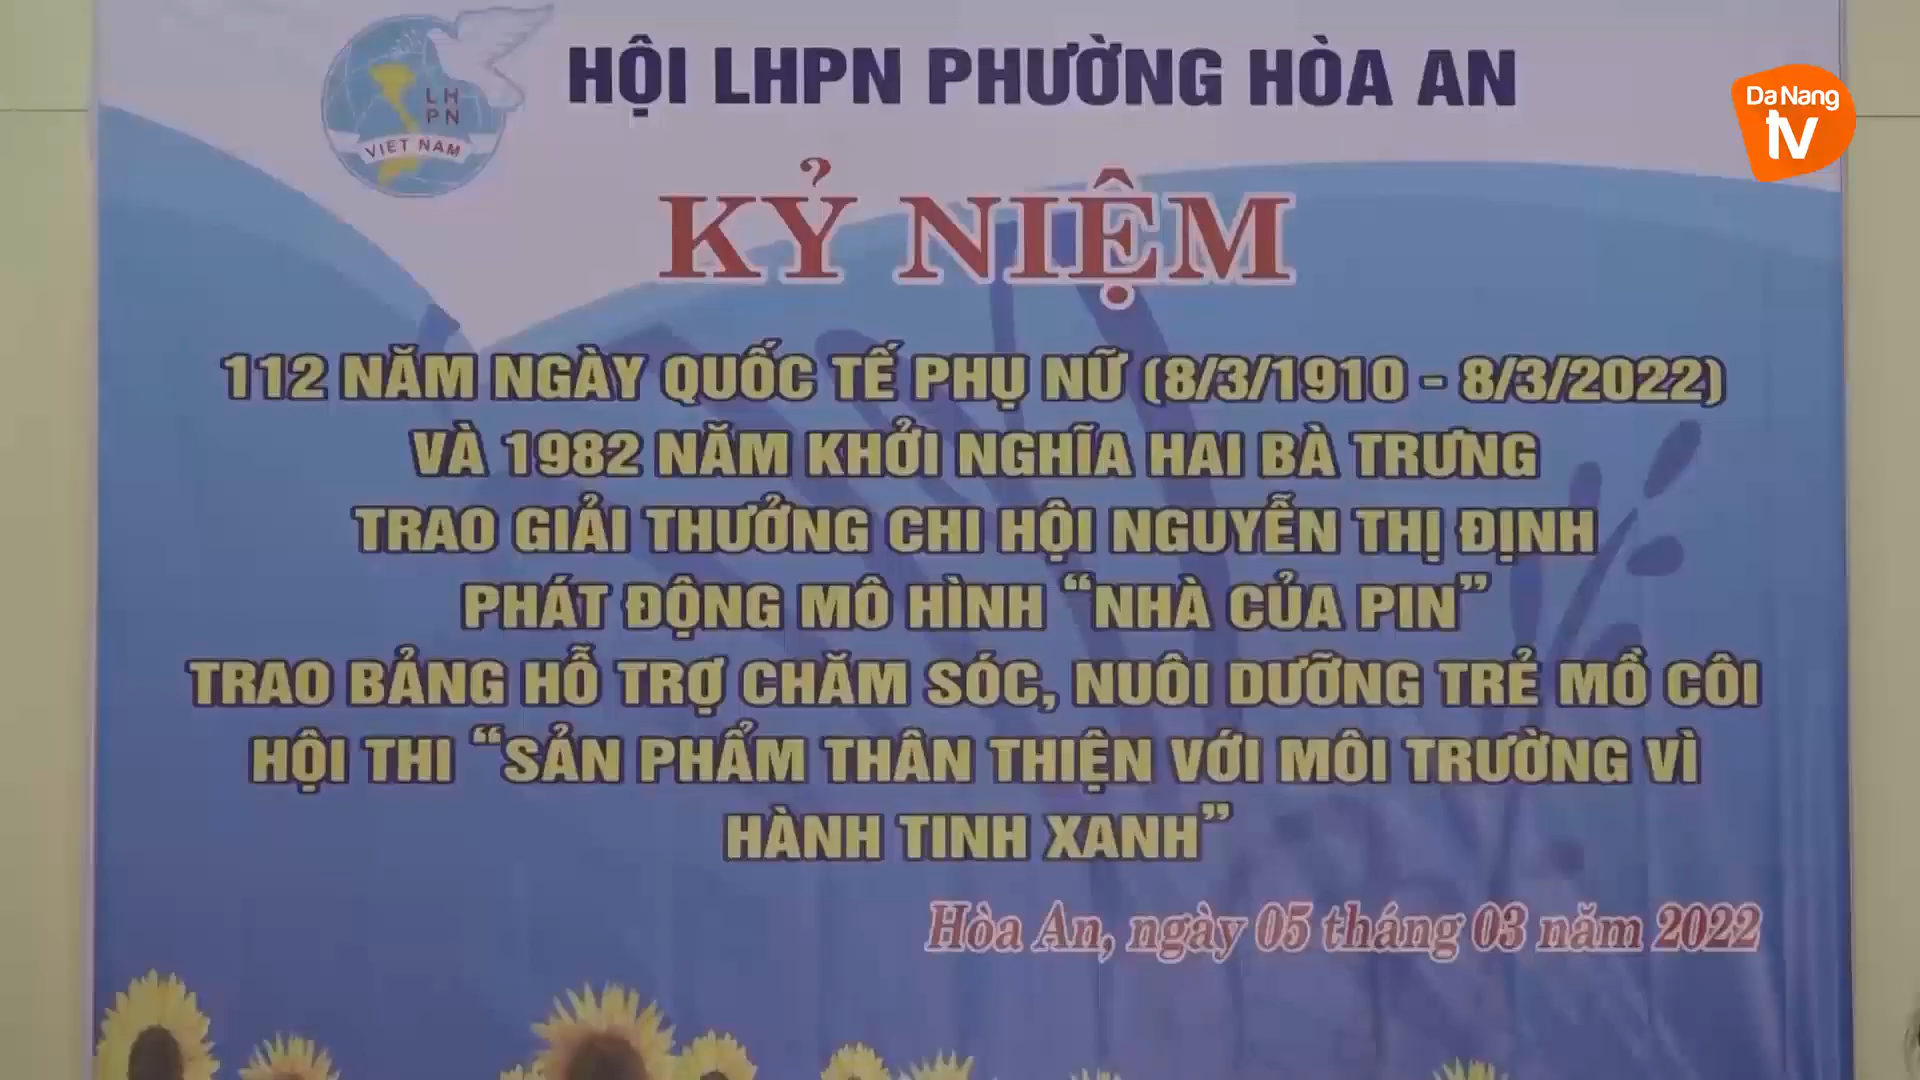 HỘI LHPN PHƯỜNG HÒA AN
Da Nang
tv
LH
PN
VIET NAM
KỶ NIỆM
112 NĂM NGÀY QUỐC TẾ PHỤ NỮ (8/3/1910 - 8/3/2022)
VÀ 1982 NĂM KHỞI NGHĨA HAI BÀ TRƯNG
TRAO GIẢI THƯỞNG CHI HỘI NGUYỄN THỊ ĐỊNH
PHÁT ĐỘNG MÔ HÌNH “NHÀ CỦA PIN”
TRAO BẢNG HỖ TRỢ CHĂM SÓC, NUÔI DƯỠNG TRẺ MỒ CÔI
HỘI THI “SẢN PHẨM THÂN THIỆN VỚI MÔI TRƯỜNG VÌ
HÀNH TINH XANH”
Hòa An, ngày 05 tháng 03 năm 2022